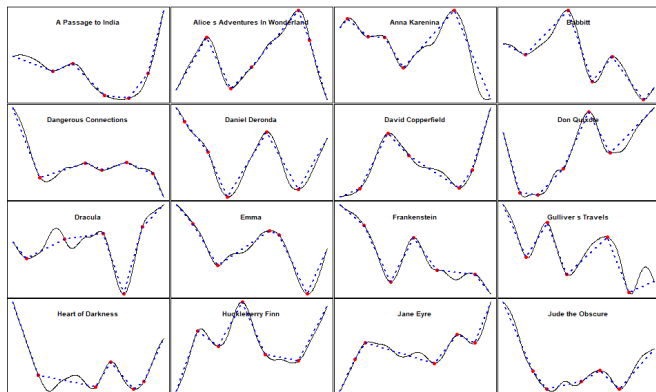 A Passage to India
Alice s Adventures In Wonderland
Anna Karenina
Babbitt
Dangerous Connections
Daniel Deronda
David Copperfield
Don Quixote
Dracula
Emma
Frankenstein
Gulliver s Travels
Heart of Darkness
Huckleberry Finn
Jane Eyre
Jude the Obscure